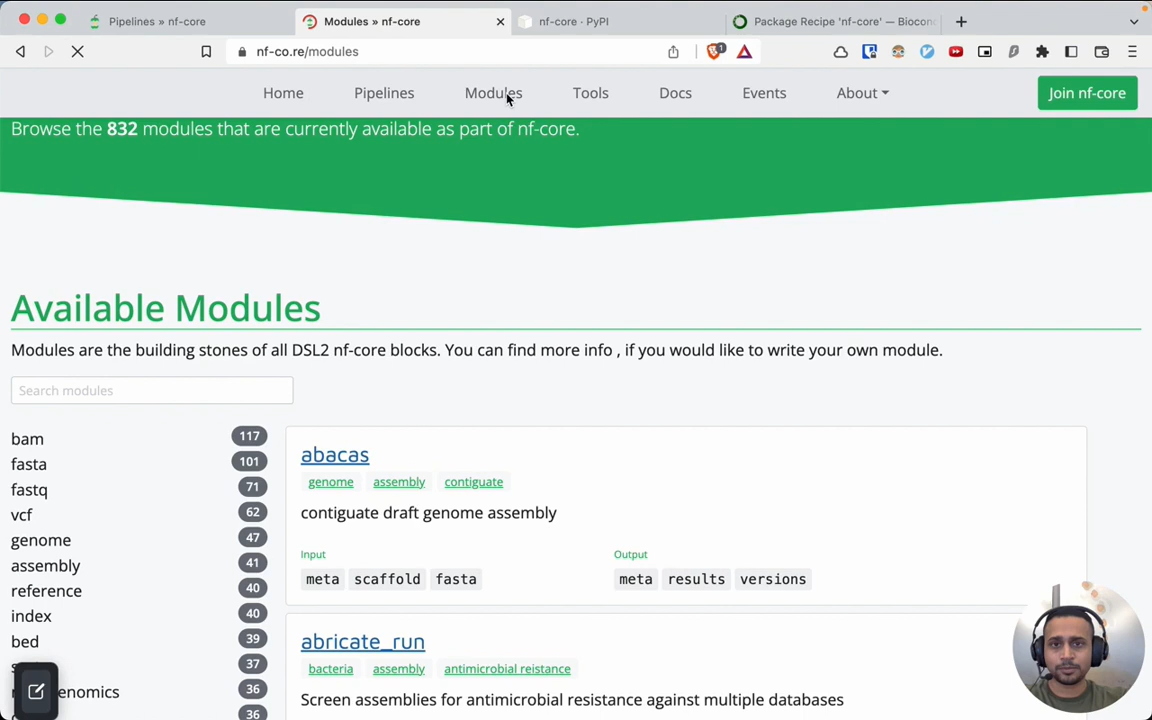 Pipelines » nf-core
Modules » nf-core
nf-core · PyPI
Package Recipe 'nf-core' — Biocon
nf-co.re/modules
1
Home
Pipelines
Modules
Tools
Docs
Events
About
Join nf-core
Browse the 832 modules that are currently available as part of nf-core.
Available Modules
Modules are the building stones of all DSL2 nf-core blocks. You can find more info , if you would like to write your own module.
Search modules
bam 117
fasta 101
fastq 71
vcf 62
genome 47
assembly 41
reference 40
index 40
bed 39
37
36
36
abacas
genome assembly contiguate
contiguate draft genome assembly
Input
meta scaffold fasta
Output
meta results versions
abricate_run
bacteria assembly antimicrobial reistance
Screen assemblies for antimicrobial resistance against multiple databases